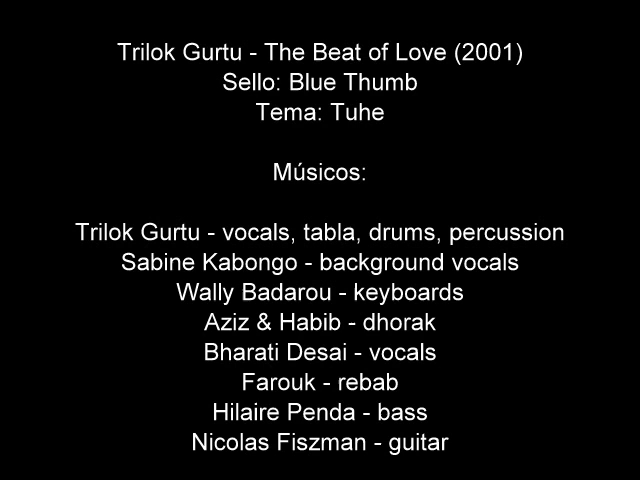 Trilok Gurtu - The Beat of Love (2001)
Sello: Blue Thumb
Tema: Tuhe
Músicos:
Trilok Gurtu - vocals, tabla, drums, percussion
Sabine Kabongo - background vocals
Wally Badarou - keyboards
Aziz & Habib - dhorak
Bharati Desai - vocals
Farouk - rebab
Hilaire Penda - bass
Nicolas Fiszman - guitar